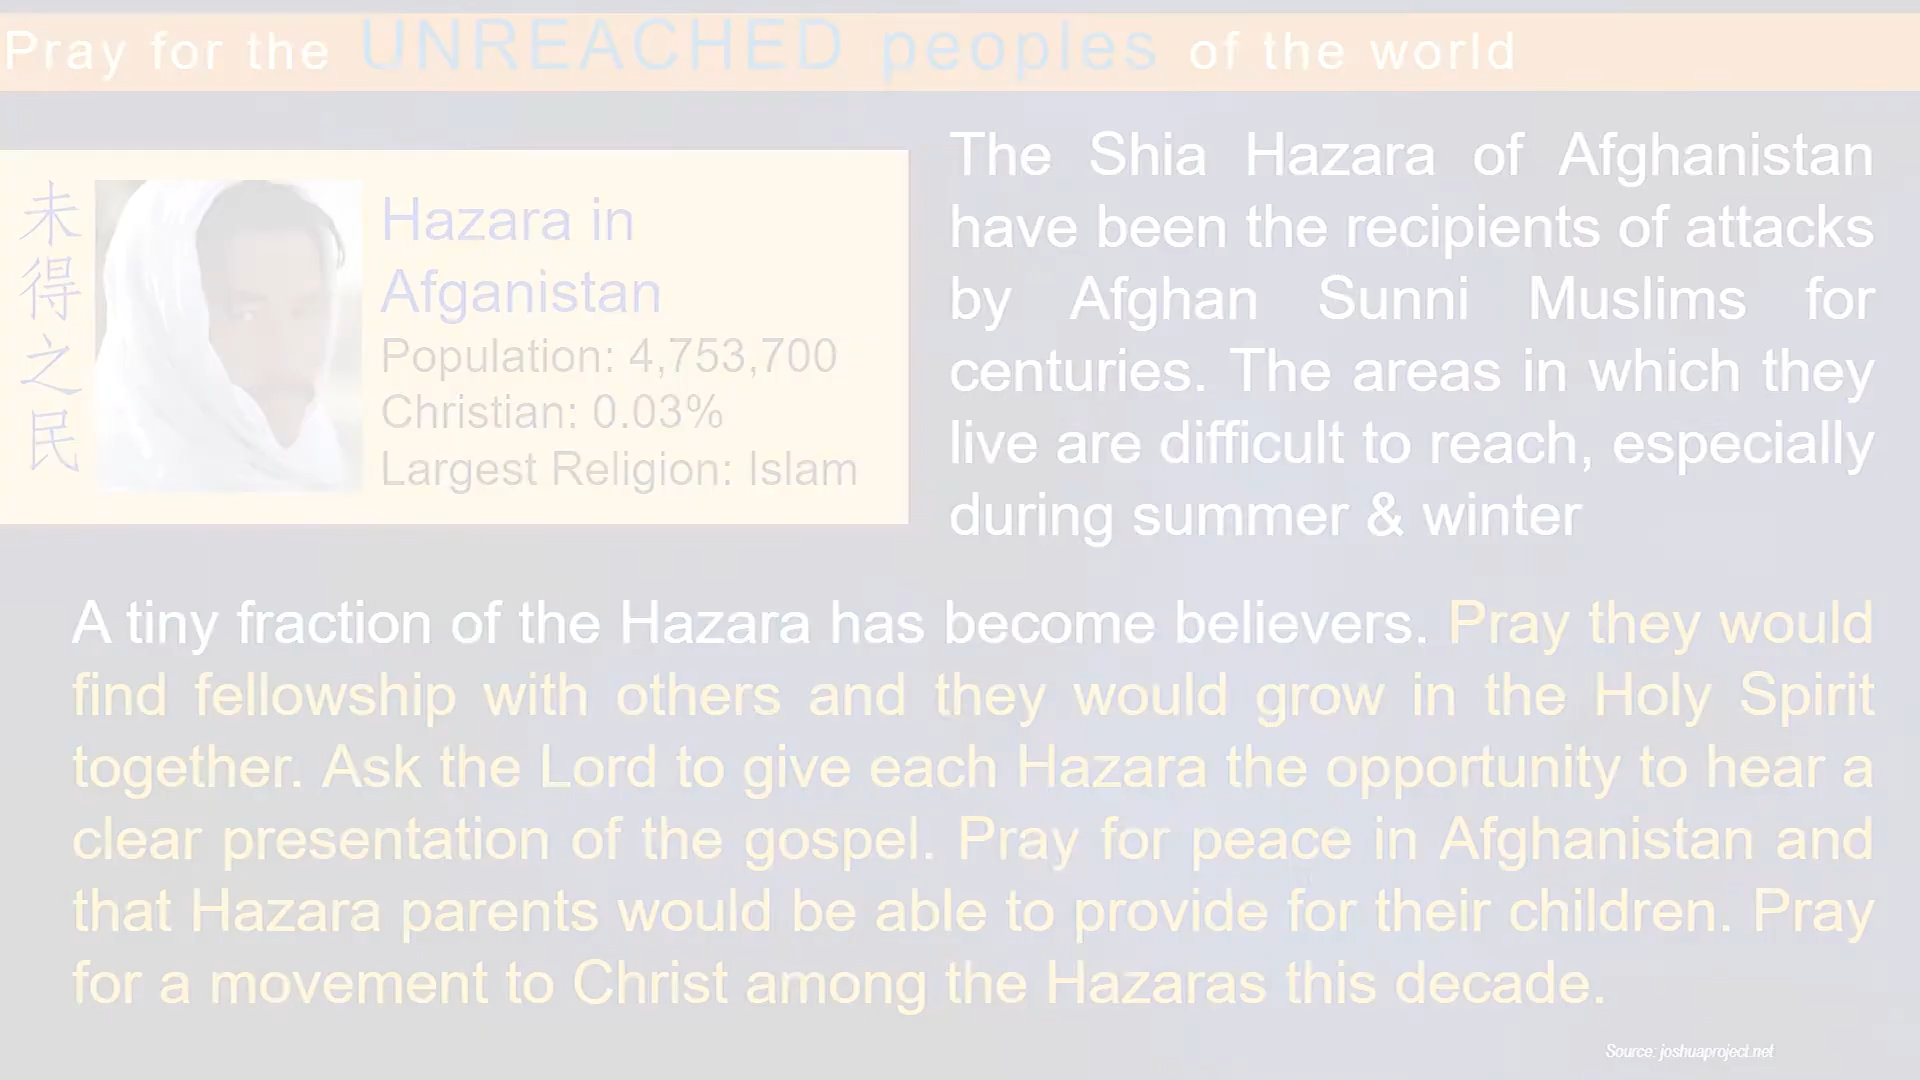 Pray for the UNREACHED peoples of the world
未得之民
Hazara in
Afganistan
Population: 4,753,700
Christian: 0.03%
Largest Religion: Islam
The Shia Hazara of Afghanistan
have been the recipients of attacks
by Afghan Sunni Muslims for
centuries. The areas in which they
live are difficult to reach, especially
during summer & winter
A tiny fraction of the Hazara has become believers. Pray they would
find fellowship with others and they would grow in the Holy Spirit
together. Ask the Lord to give each Hazara the opportunity to hear a
clear presentation of the gospel. Pray for peace in Afghanistan and
that Hazara parents would be able to provide for their children. Pray
for a movement to Christ among the Hazaras this decade.
Source: joshuaproject.net